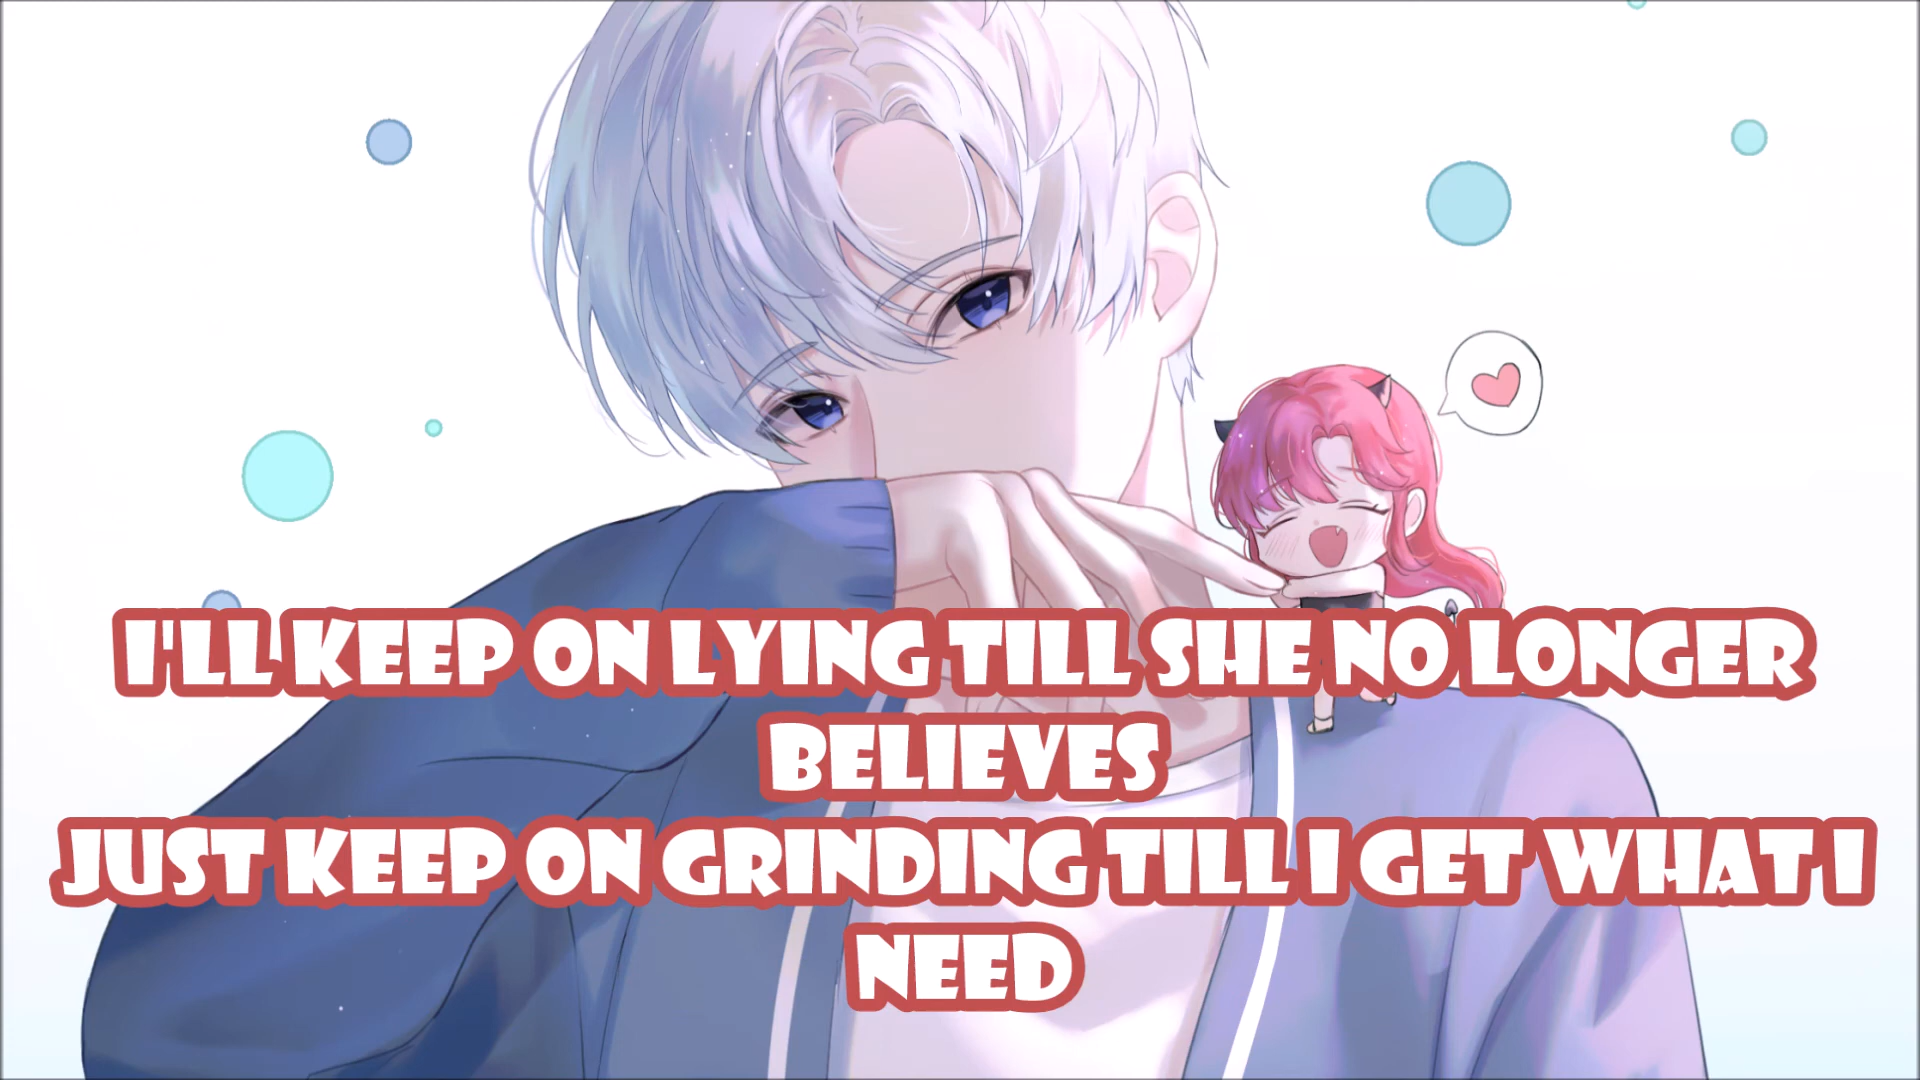 I'LL KEEP ON LYING TILL SHE NO LONGER
BELIEVES
JUST KEEP ON GRINDING TILL I GET WHAT I
NEED